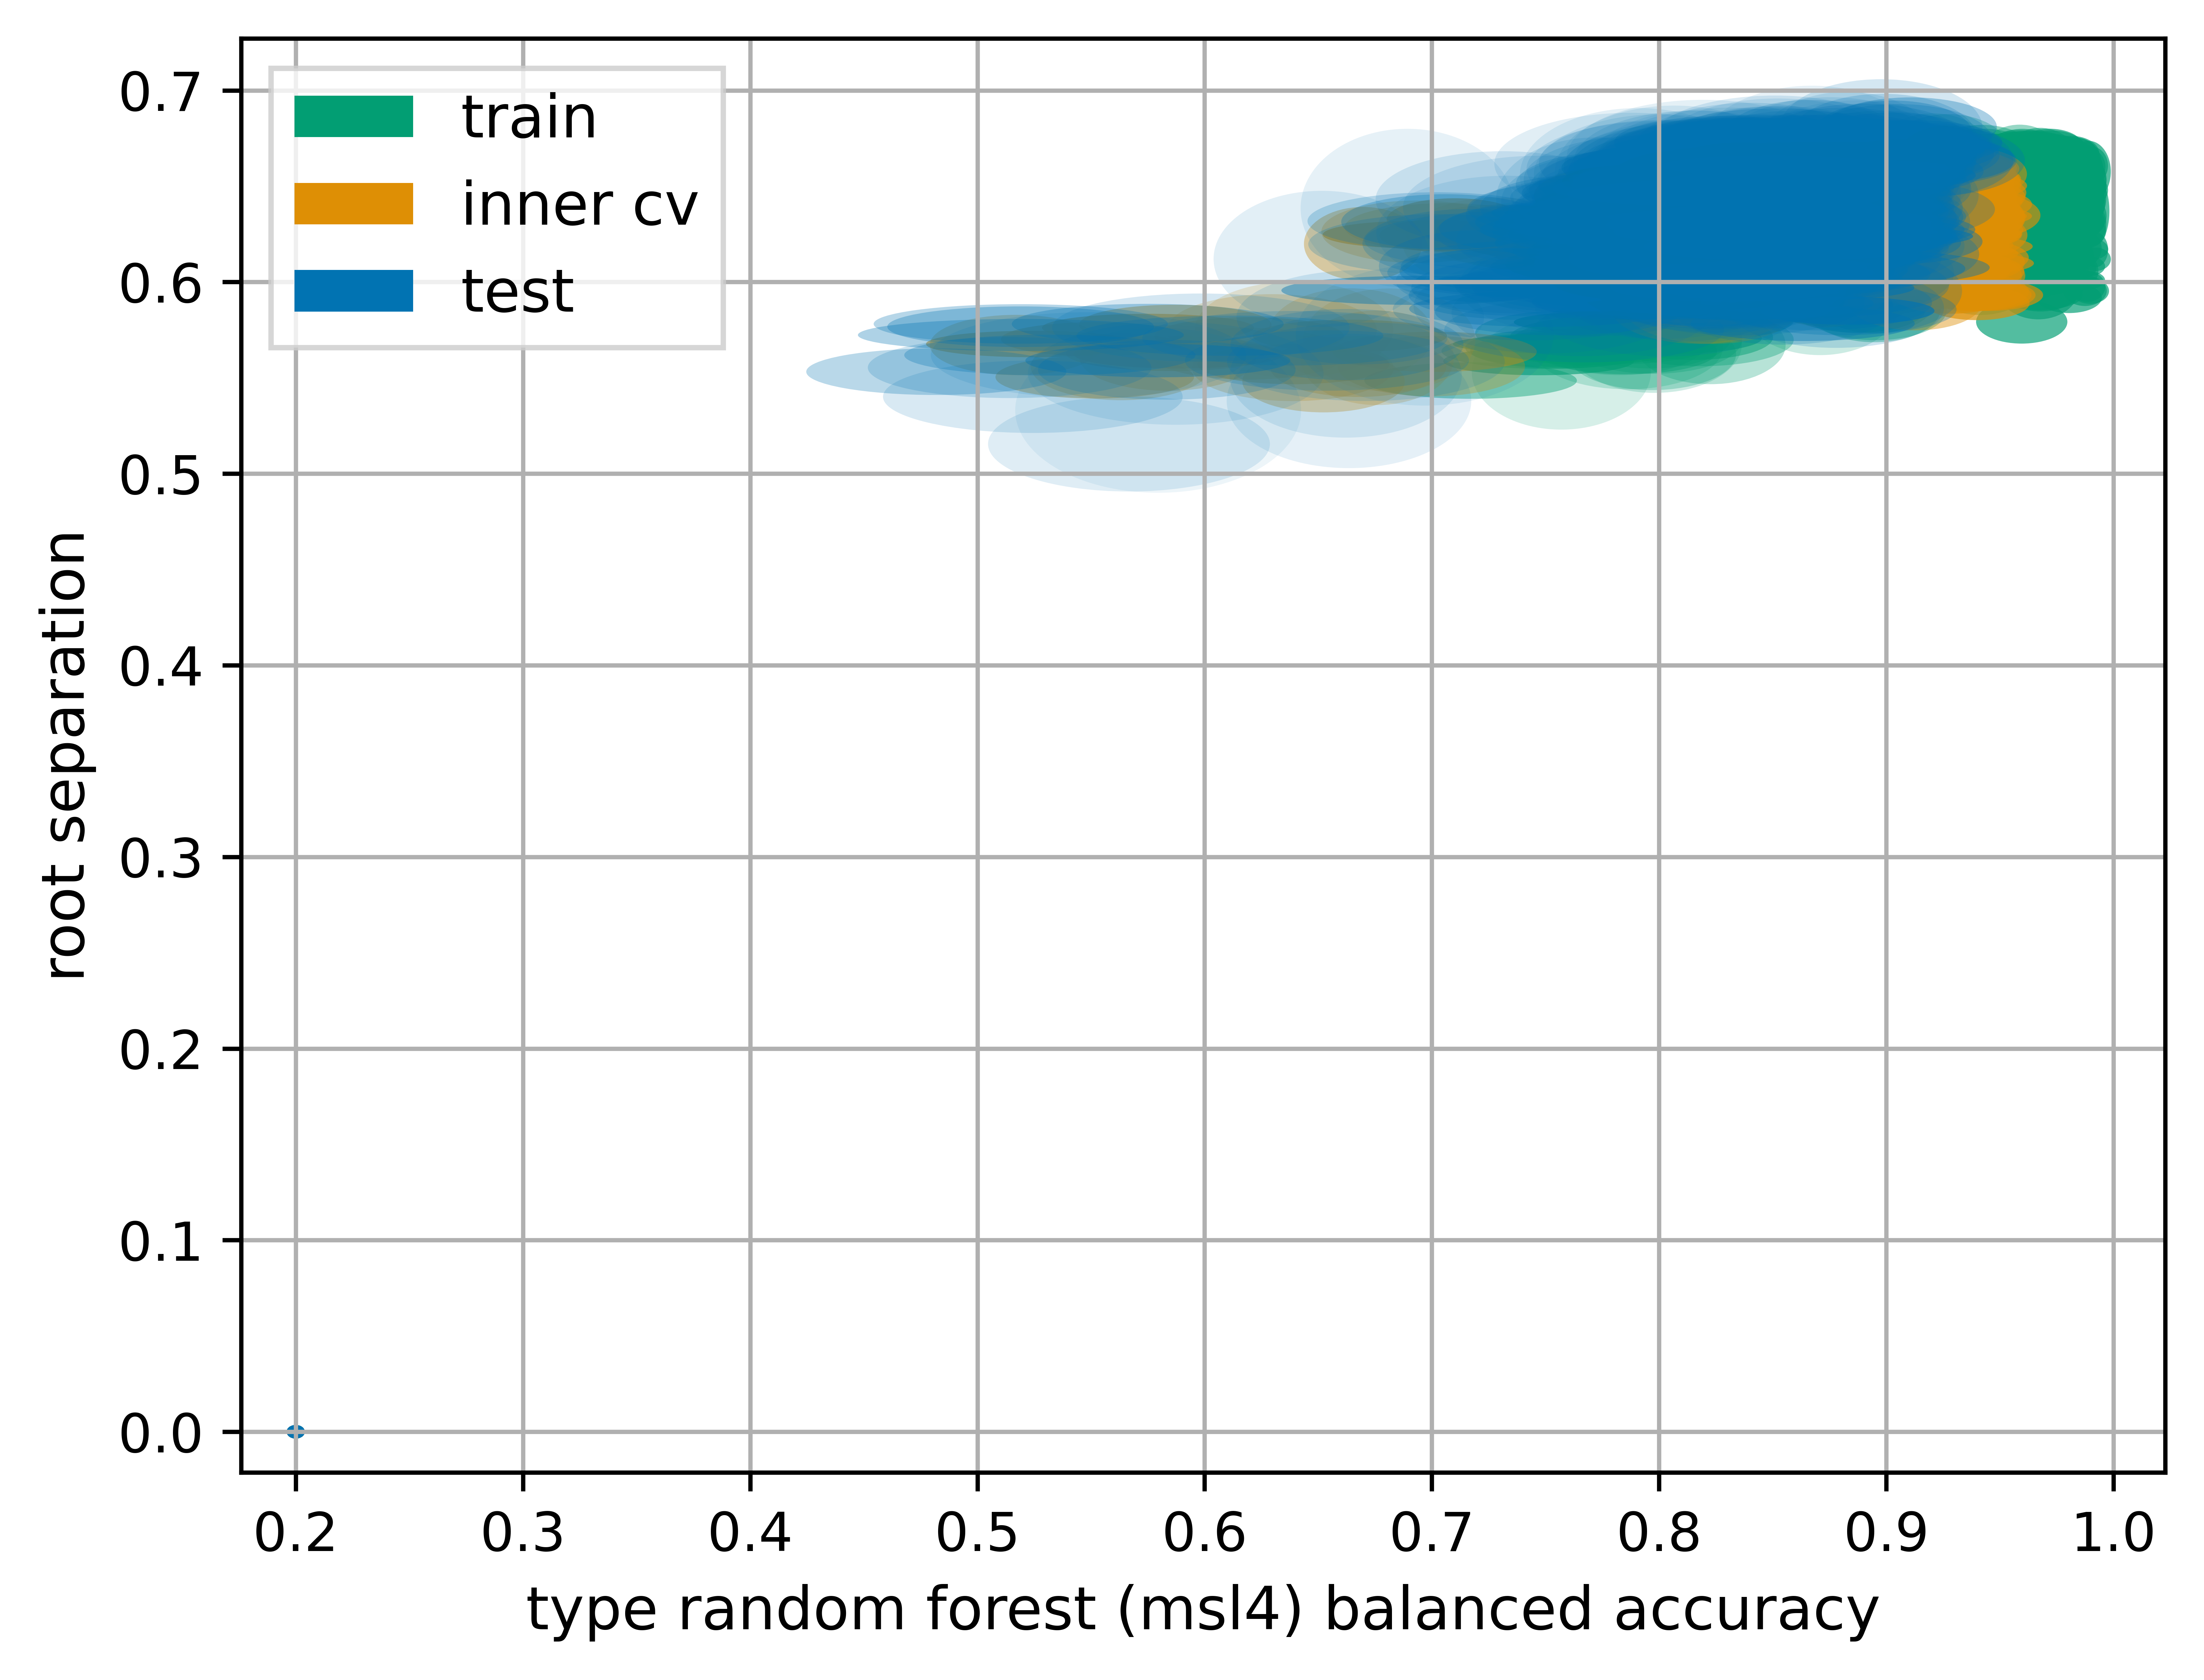 train
inner cv
test
0.7
0.6
0.5
0.4
0.3
0.2
0.1
0.0
root separation
0.2 0.3 0.4 0.5 0.6 0.7 0.8 0.9 1.0
type random forest (msl4) balanced accuracy